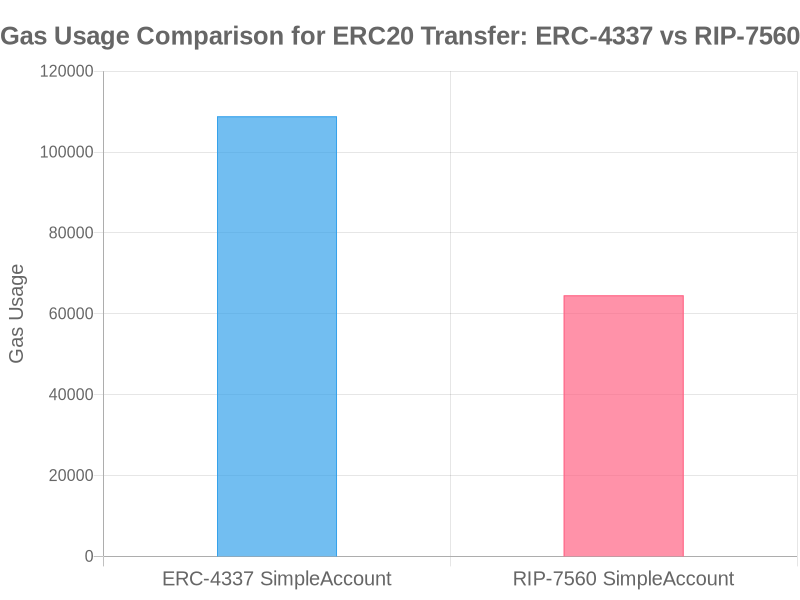 Gas Usage Comparison for ERC20 Transfer: ERC-4337 vs RIP-7560
120000
100000
80000
60000
40000
20000
0
Gas Usage
ERC-4337 SimpleAccount
RIP-7560 SimpleAccount